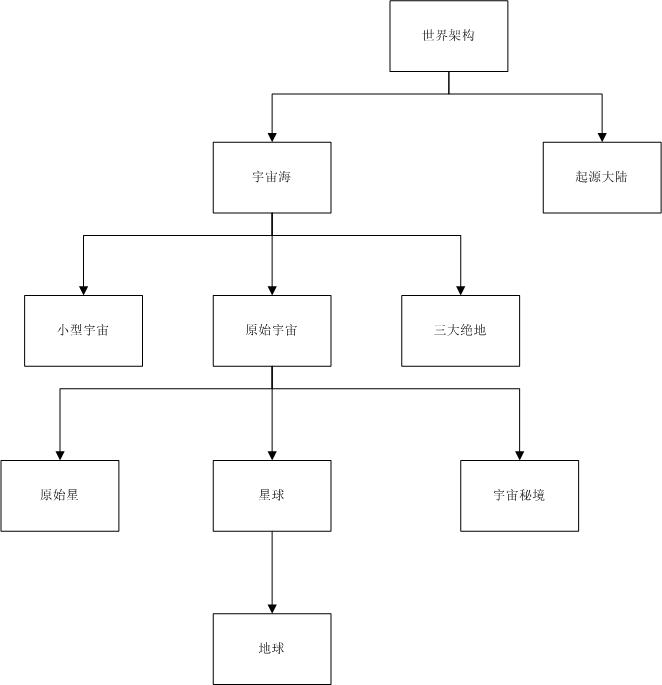 世界架构
宇宙海
起源大陆
小型宇宙
原始宇宙
三大绝地
原始星
星球
宇宙秘境
地球